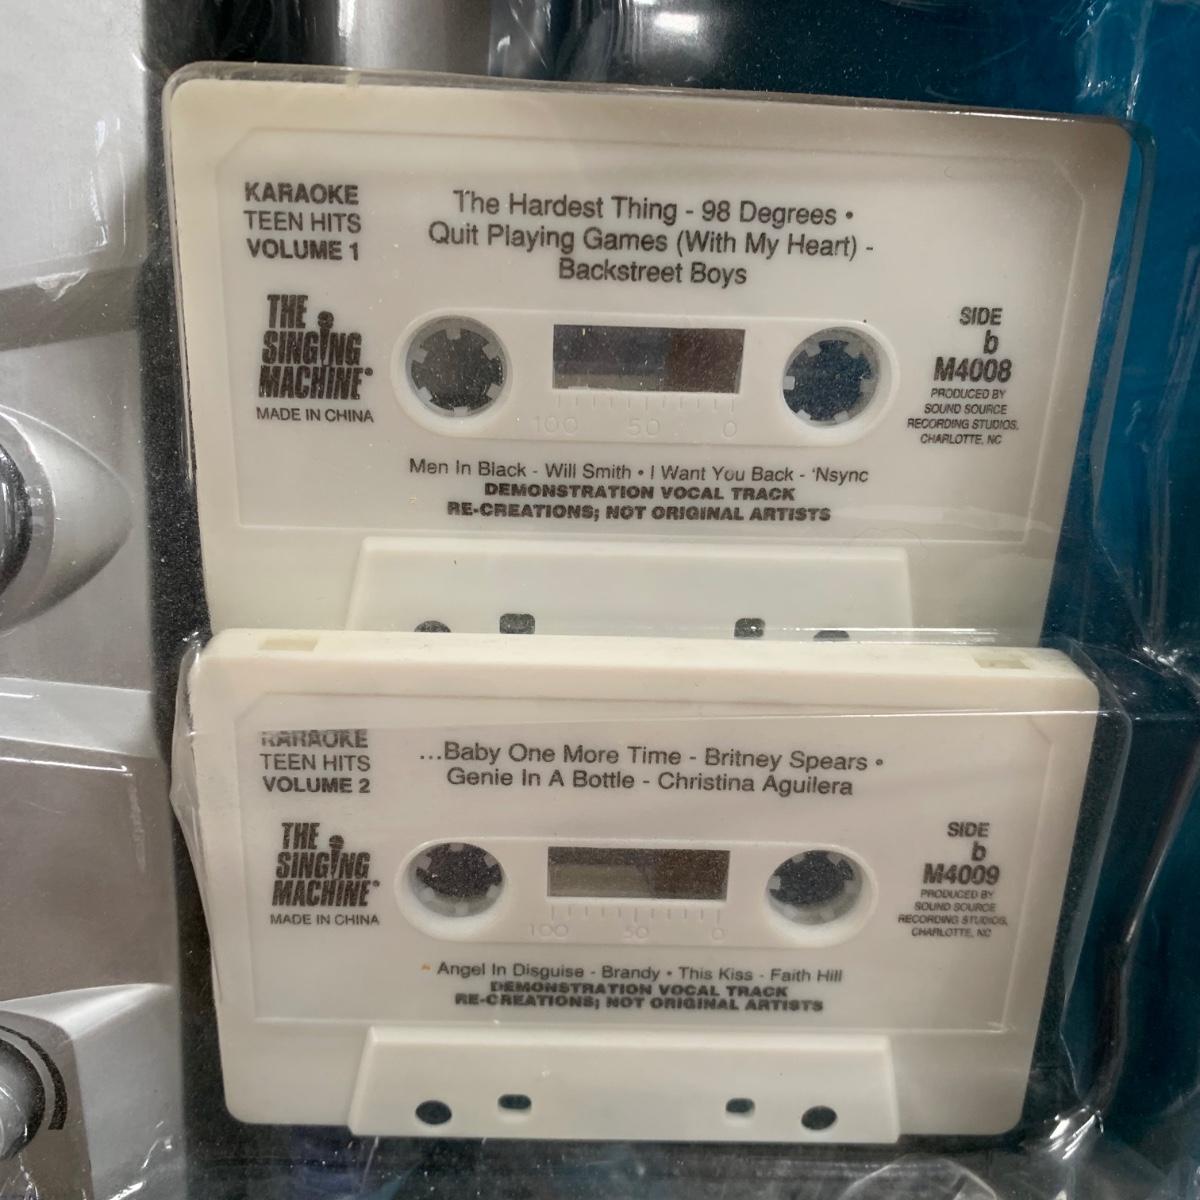 KARAOKE
TEEN HITS
VOLUME 1
The Hardest Thing - 98 Degrees •
Quit Playing Games (With My Heart) -
Backstreet Boys
THE
SINGING
MACHINE®
MADE IN CHINA
100 50 0
SIDE
b
M4008
PRODUCED BY
SOUND SOURCE
RECORDING STUDIOS,
CHARLOTTE, NC
Men In Black - Will Smith • I Want You Back - 'Nsync
DEMONSTRATION VOCAL TRACK
RE-CREATIONS; NOT ORIGINAL ARTISTS
KARAOKE
TEEN HITS
VOLUME 2
...Baby One More Time - Britney Spears •
Genie In A Bottle - Christina Aguilera
THE
SINGING
MACHINE®
MADE IN CHINA
100 50 0
SIDE
b
M4009
PRODUCED BY
SOUND SOURCE
RECORDING STUDIOS,
CHARLOTTE, NC
Angel In Disguise - Brandy • This Kiss - Faith Hill
DEMONSTRATION VOCAL TRACK
RE-CREATIONS; NOT ORIGINAL ARTISTS